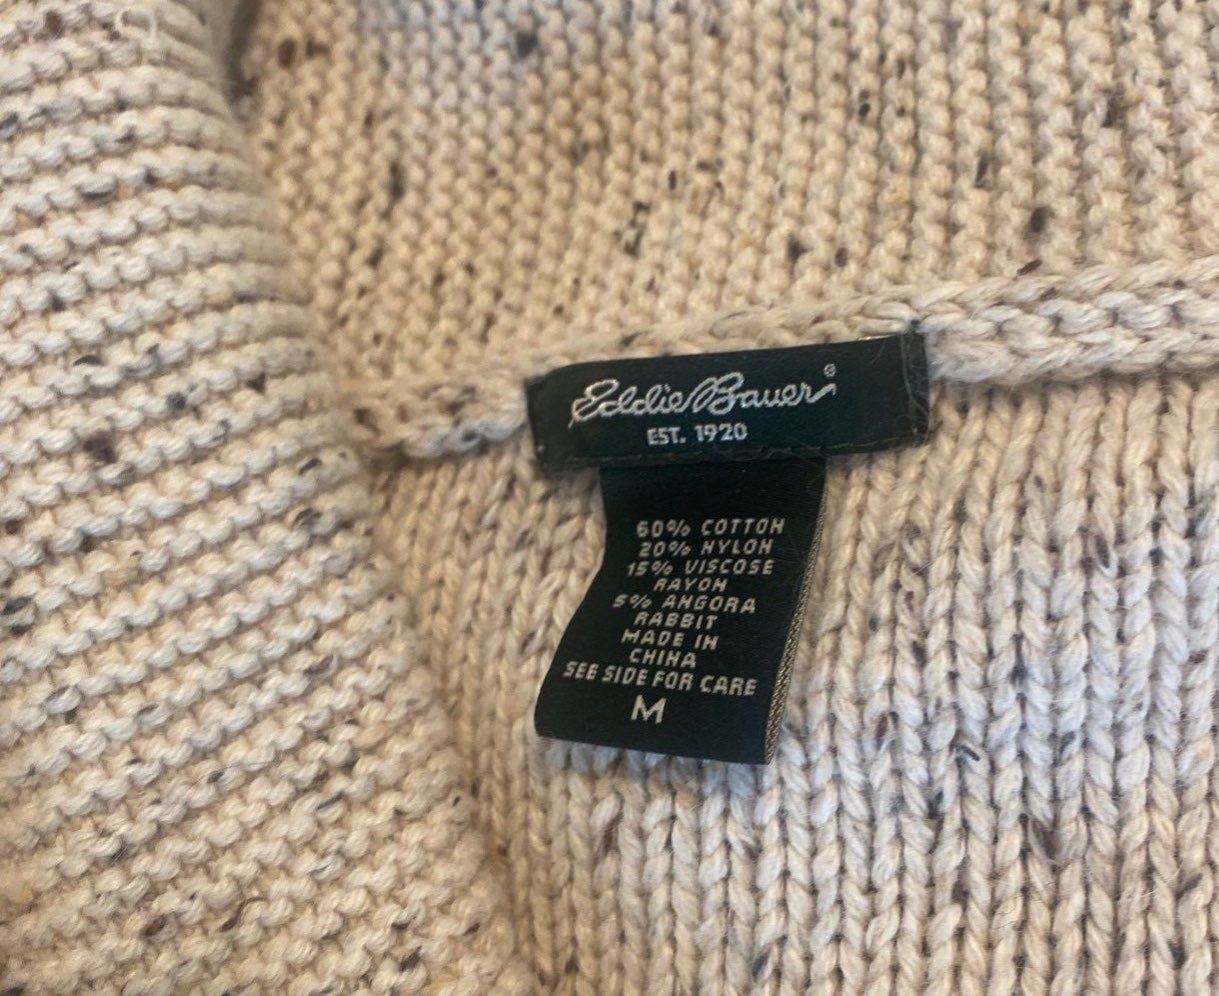 Eddie Bauer®
EST. 1920
60% COTTON
20% NYLON
15% VISCOSE
RAYON
5% ANGORA
RABBIT
MADE IN
CHINA
SEE SIDE FOR CARE
M